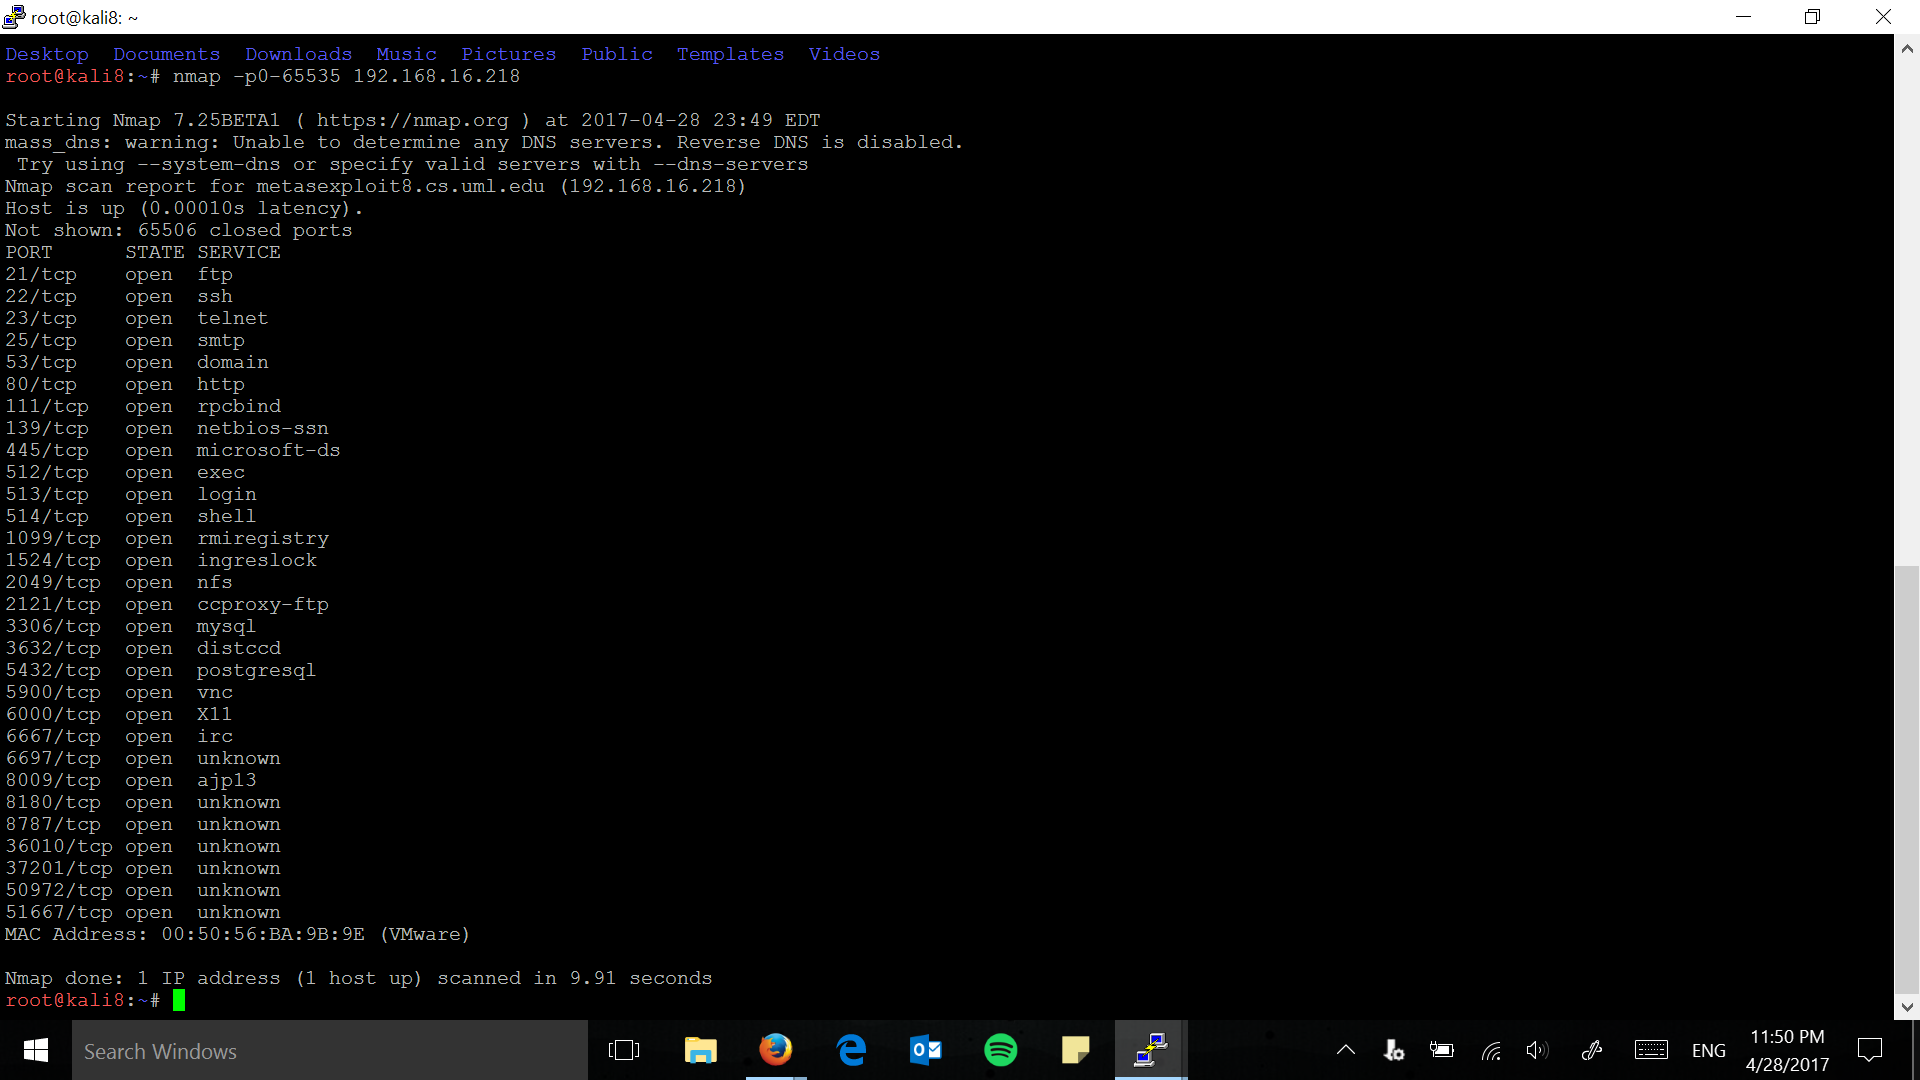 root@kali8: ~
Desktop Documents Downloads Music Pictures Public Templates Videos
root@kali8:~# nmap -p0-65535 192.168.16.218
Starting Nmap 7.25BETA1 ( https://nmap.org ) at 2017-04-28 23:49 EDT
mass_dns: warning: Unable to determine any DNS servers. Reverse DNS is disabled.
Try using --system-dns or specify valid servers with --dns-servers
Nmap scan report for metasexploit8.cs.uml.edu (192.168.16.218)
Host is up (0.00010s latency).
Not shown: 65506 closed ports
PORT STATE SERVICE
21/tcp open ftp
22/tcp open ssh
23/tcp open telnet
25/tcp open smtp
53/tcp open domain
80/tcp open http
111/tcp open rpcbind
139/tcp open netbios-ssn
445/tcp open microsoft-ds
512/tcp open exec
513/tcp open login
514/tcp open shell
1099/tcp open rmiregistry
1524/tcp open ingreslock
2049/tcp open nfs
2121/tcp open ccproxy-ftp
3306/tcp open mysql
3632/tcp open distccd
5432/tcp open postgresql
5900/tcp open vnc
6000/tcp open X11
6667/tcp open irc
6697/tcp open unknown
8009/tcp open ajp13
8180/tcp open unknown
8787/tcp open unknown
36010/tcp open unknown
37201/tcp open unknown
50972/tcp open unknown
51667/tcp open unknown
MAC Address: 00:50:56:BA:9B:9E (VMware)
Nmap done: 1 IP address (1 host up) scanned in 9.91 seconds
root@kali8:~#
Search Windows
ENG
11:50 PM
4/28/2017